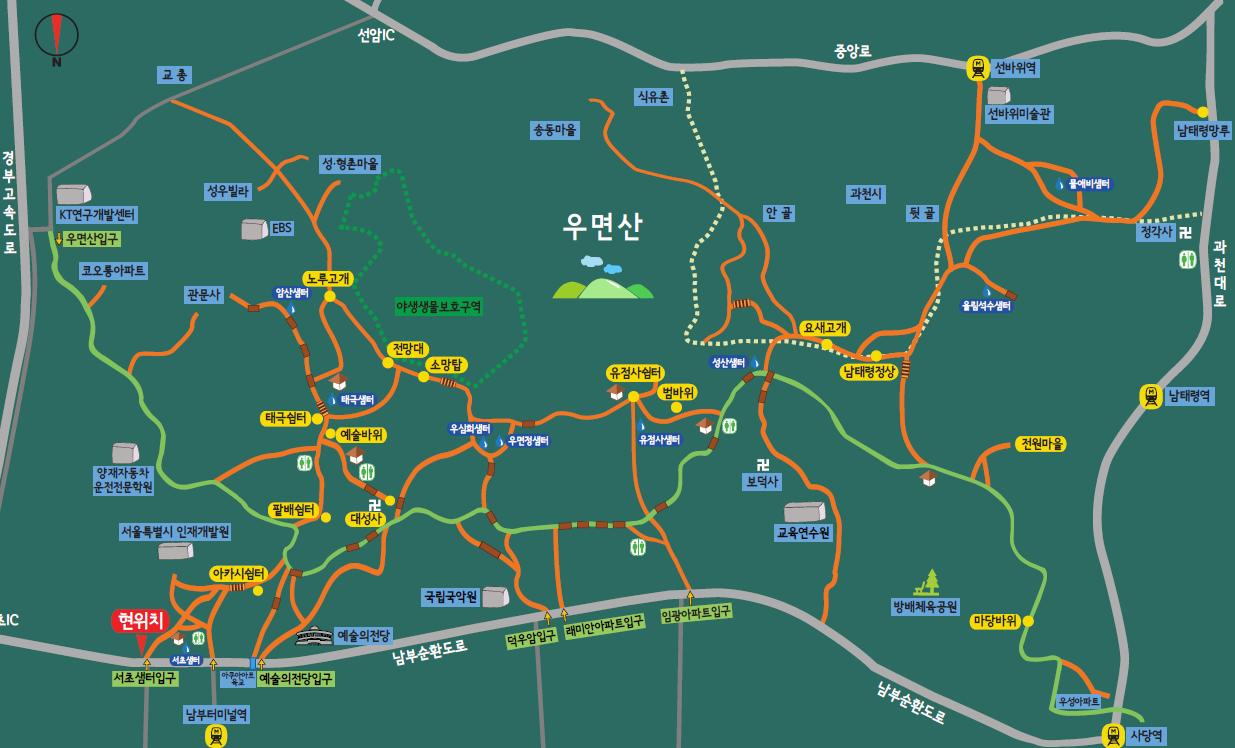 선암IC
중앙로
선바위역
N
교 총
식유촌
선바위미술관
송동마을
남태령망루
경부고속도로
성·형촌마을
물애비샘터
성우빌라
과천시
KT연구개발센터
안 골
뒷 골
EBS
우면산
우면산입구
정각사
과천대로
코오롱아파트
노루고개
관문사
암산샘터
야생생물보호구역
울림석수샘터
요새고개
전망대
소망탑
성산샘터
유점사쉼터
남태령정상
범바위
남태령역
태극샘터
태극쉼터
예술바위
우면정샘터
유점사샘터
전원마을
양재자동차
운전전문학원
보덕사
팥배쉼터
대성사
서울특별시 인재개발원
교육연수원
아카시쉼터
국립국악원
방배체육공원
현위치
임광아파트입구
마당바위
래미안아파트입구
덕우암입구
예술의전당
남부순환도로
서초샘터
서초샘터입구
예술의전당입구
남부순환도로
우성아파트
남부터미널역
사당역